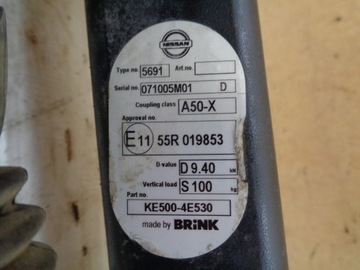 NISSAN
Type no. 5691 Art.no.
Serial no. 071005M01 D
Coupling class A50-X
Approval no.
E11 55R 019853
D-value D 9.40 kN
Vertical load S 100 kg
Part no.
KE500-4E530
made by BRINK